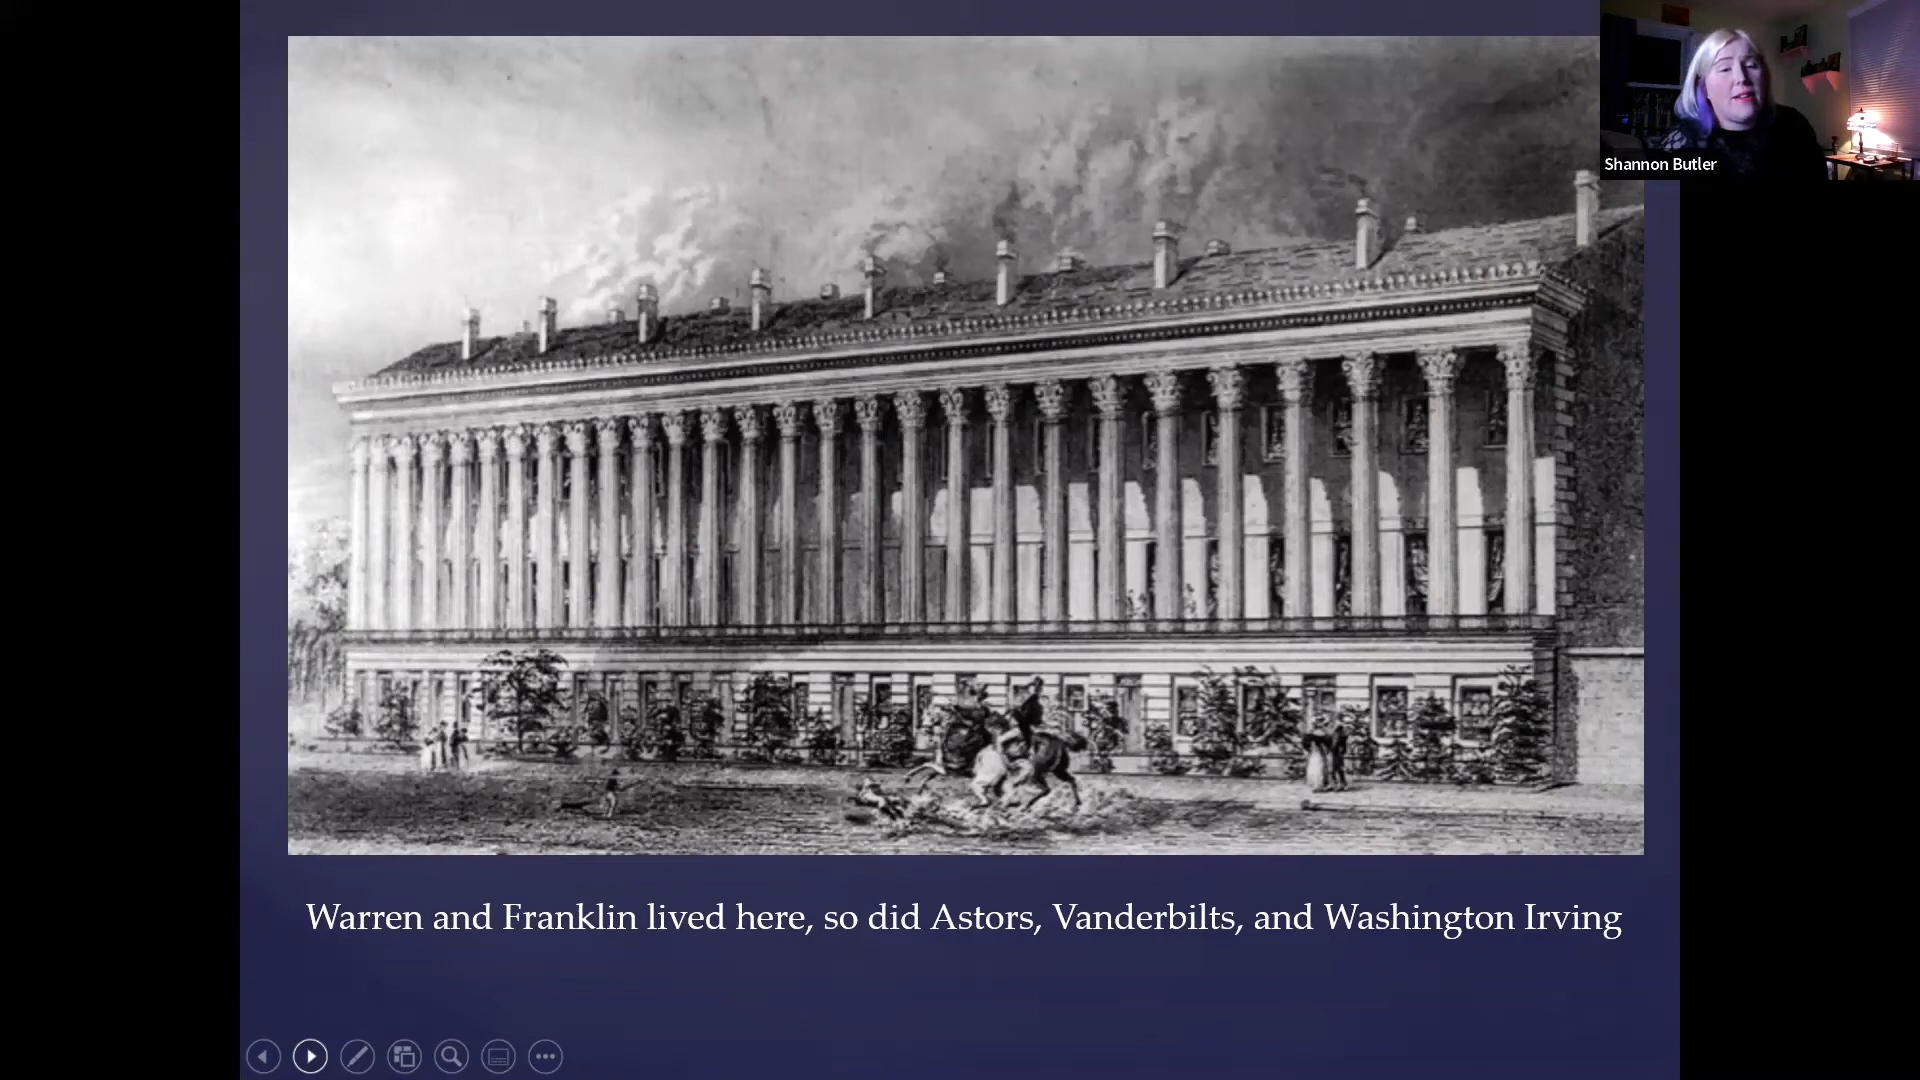 Shannon Butler
Warren and Franklin lived here, so did Astors, Vanderbilts, and Washington Irving